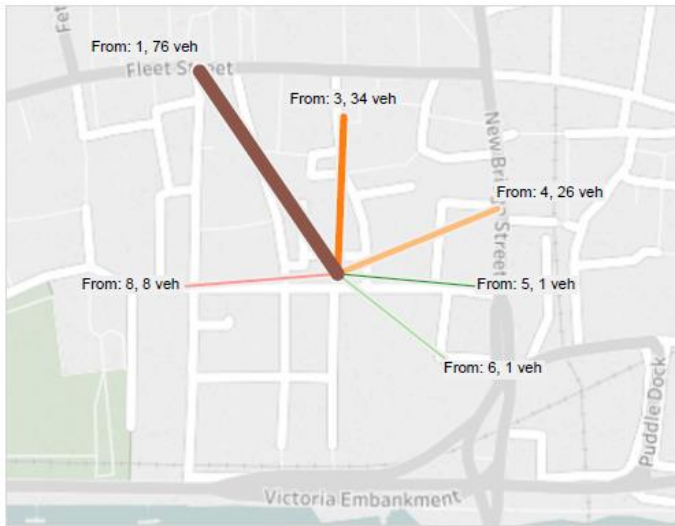 Fet
From: 1, 76 veh
Fleet Street
From: 3, 34 veh
New Bridge Street
From: 4, 26 veh
From: 8, 8 veh
From: 5, 1 veh
From: 6, 1 veh
Puddle Dock
Victoria Embankment